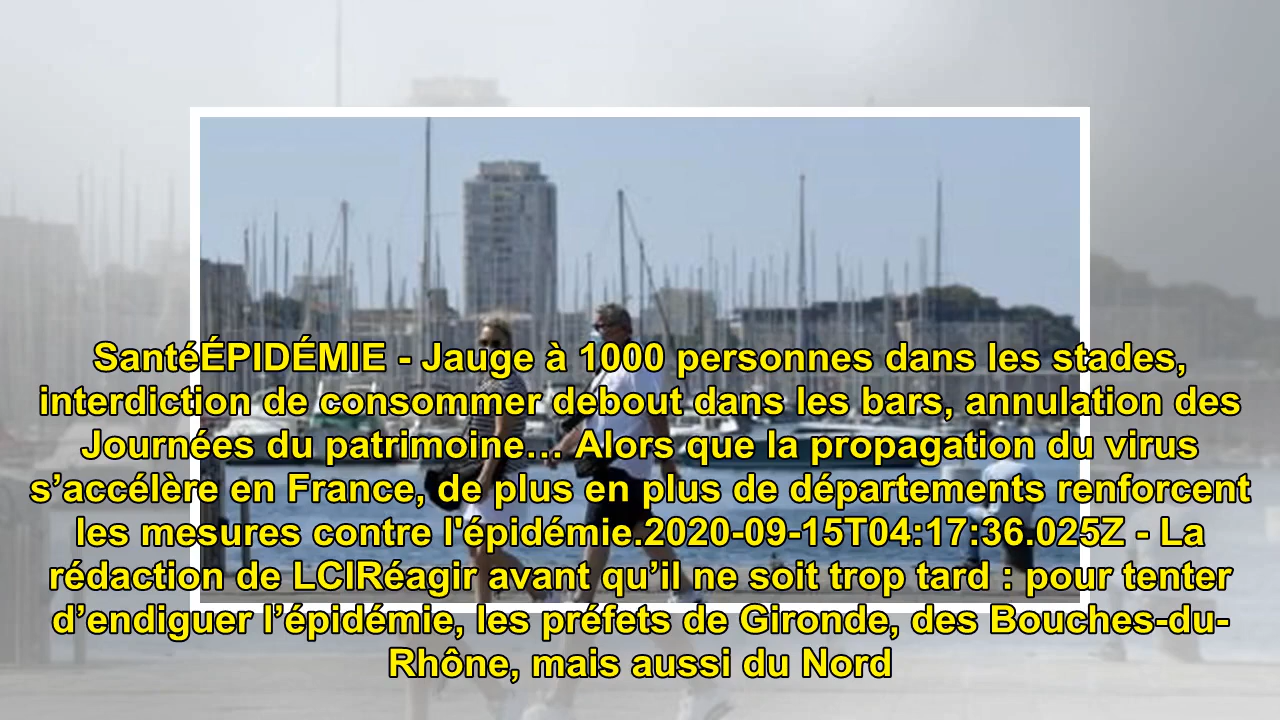 SantéÉPIDÉMIE - Jauge à 1000 personnes dans les stades,
interdiction de consommer debout dans les bars, annulation des
Journées du patrimoine… Alors que la propagation du virus
s’accélère en France, de plus en plus de départements renforcent
les mesures contre l'épidémie.2020-09-15T04:17:36.025Z - La
rédaction de LCIRéagir avant qu’il ne soit trop tard : pour tenter
d’endiguer l’épidémie, les préfets de Gironde, des Bouches-du-
Rhône, mais aussi du Nord